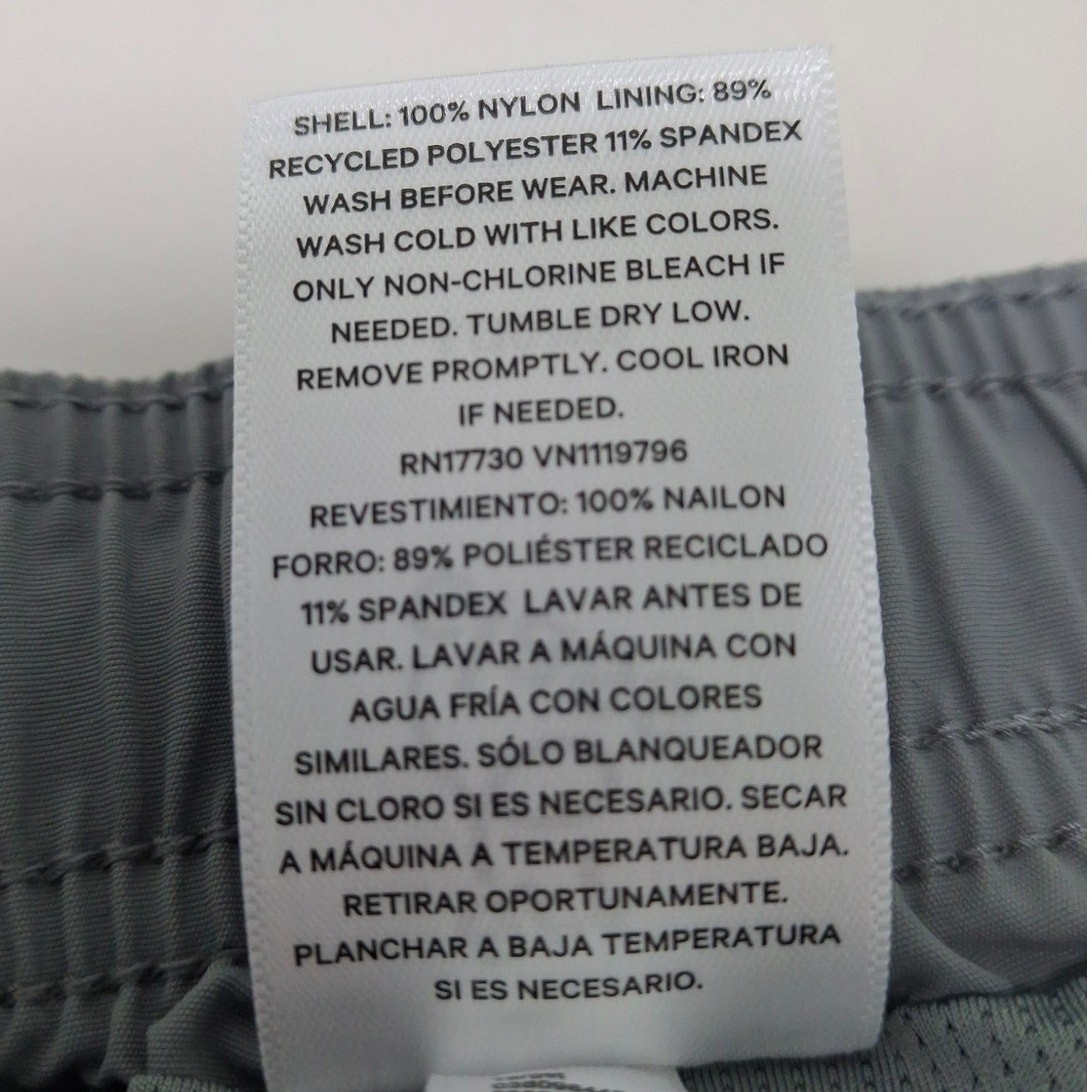 SHELL: 100% NYLON LINING: 89%
RECYCLED POLYESTER 11% SPANDEX
WASH BEFORE WEAR. MACHINE
WASH COLD WITH LIKE COLORS.
ONLY NON-CHLORINE BLEACH IF
NEEDED. TUMBLE DRY LOW.
REMOVE PROMPTLY. COOL IRON
IF NEEDED.
RN17730 VN1119796
REVESTIMIENTO: 100% NAILON
FORRO: 89% POLIÉSTER RECICLADO
11% SPANDEX LAVAR ANTES DE
USAR. LAVAR A MÁQUINA CON
AGUA FRÍA CON COLORES
SIMILARES. SÓLO BLANQUEADOR
SIN CLORO SI ES NECESARIO. SECAR
A MÁQUINA A TEMPERATURA BAJA.
RETIRAR OPORTUNAMENTE.
PLANCHAR A BAJA TEMPERATURA
SI ES NECESARIO.